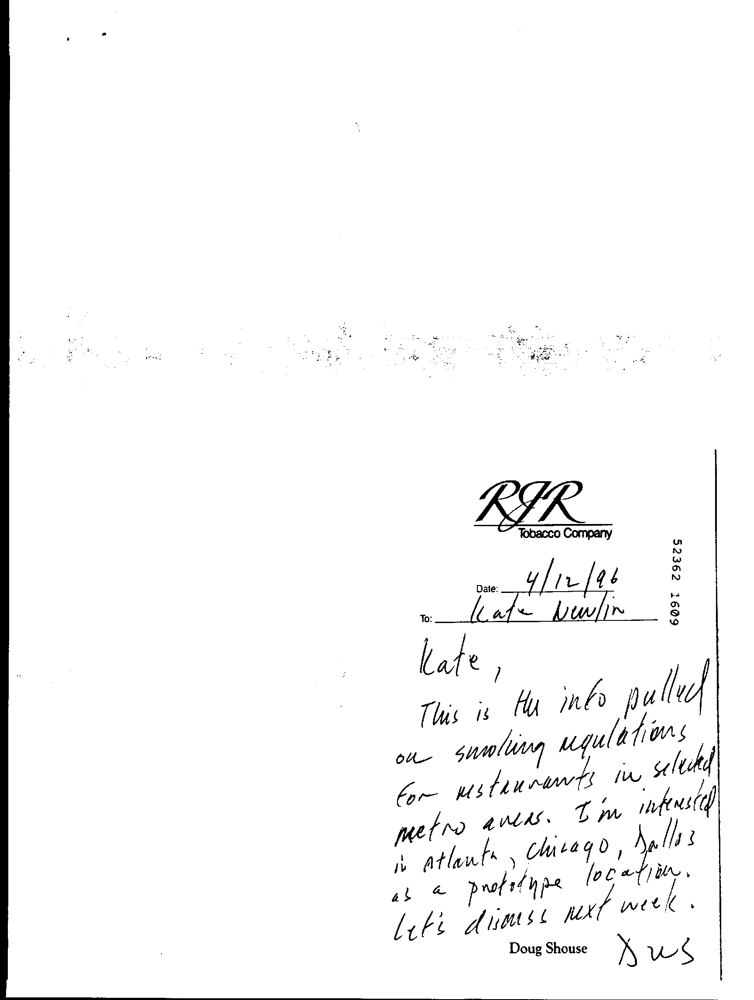 RJR
Tobacco Company
Date: 4/12/96
To: Kate Newlin
52362 1609
Kate,
This is the info pulled
on smoking regulations
for restaurants in selected
metro areas. I'm interested
in Atlanta, Chicago, Dallas
as a prototype location.
Let's discuss next week.
Doug Shouse
DWS